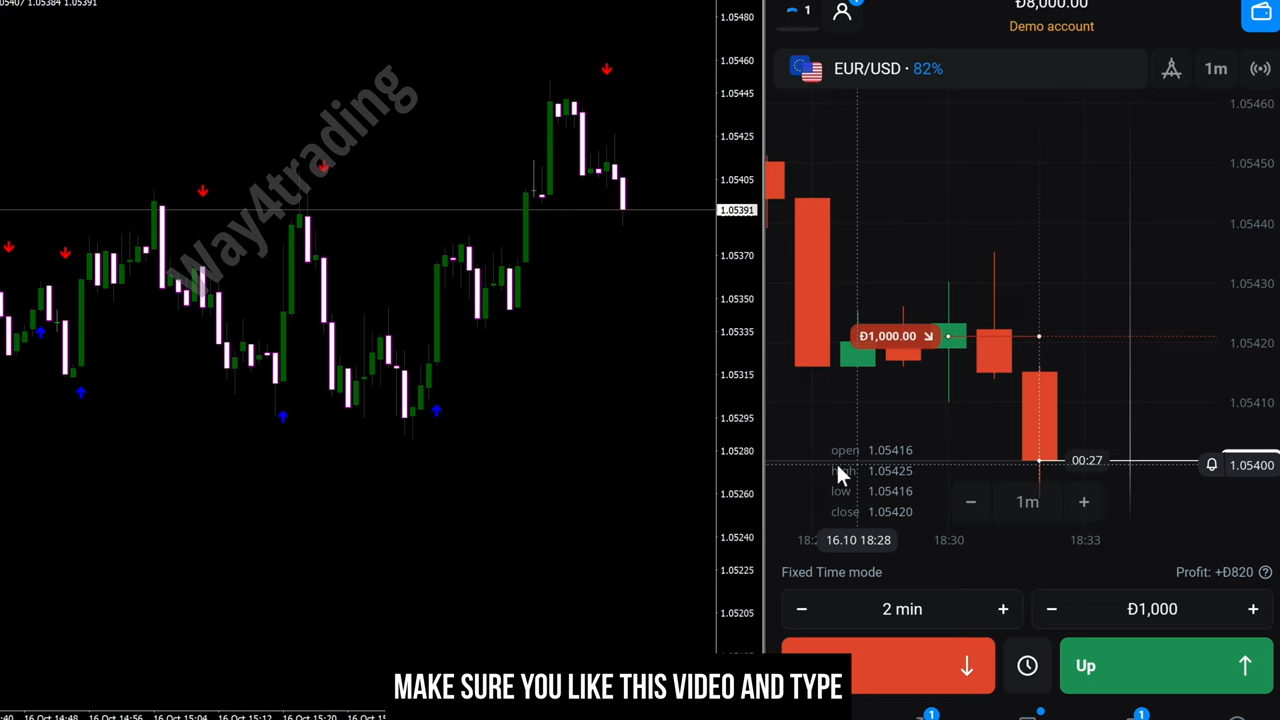 1.05407 1.05384 1.05391
1.05480
1.05460
1.05445
1.05425
1.05405
1.05391
1.05370
1.05350
1.05335
1.05315
1.05295
1.05280
1.05260
1.05240
1.05225
1.05205
Way4trading
16 Oct 14:48
16 Oct 14:56
16 Oct 15:04
16 Oct 15:12
16 Oct 15:20
1
Đ8,000.00
Demo account
EUR/USD · 82%
1m
1.05460
1.05450
1.05440
1.05430
1.05420
1.05410
1.05400
Đ1,000.00
00:27
open 1.05416
high 1.05425
low 1.05416
close 1.05420
− 1m +
16.10 18:28
18:30
18:33
Fixed Time mode
Profit: +Đ820
− 2 min +
− Đ1,000 +
Up
1
1
MAKE SURE YOU LIKE THIS VIDEO AND TYPE